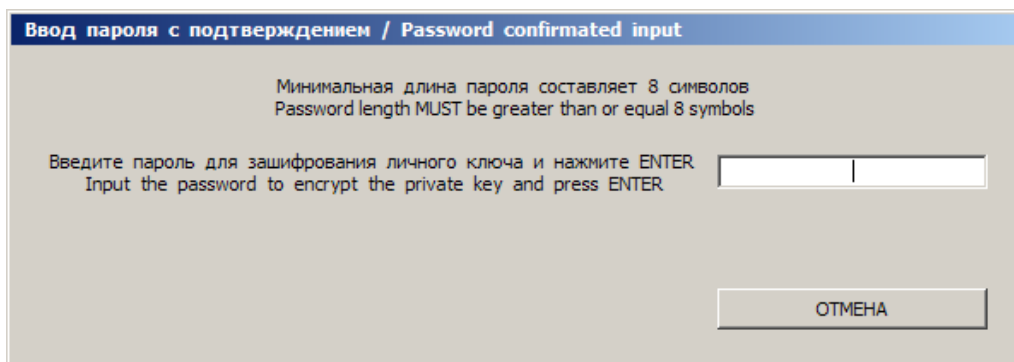 Ввод пароля с подтверждением / Password confirmated input
Минимальная длина пароля составляет 8 символов
Password length MUST be greater than or equal 8 symbols
Введите пароль для зашифрования личного ключа и нажмите ENTER
Input the password to encrypt the private key and press ENTER
ОТМЕНА